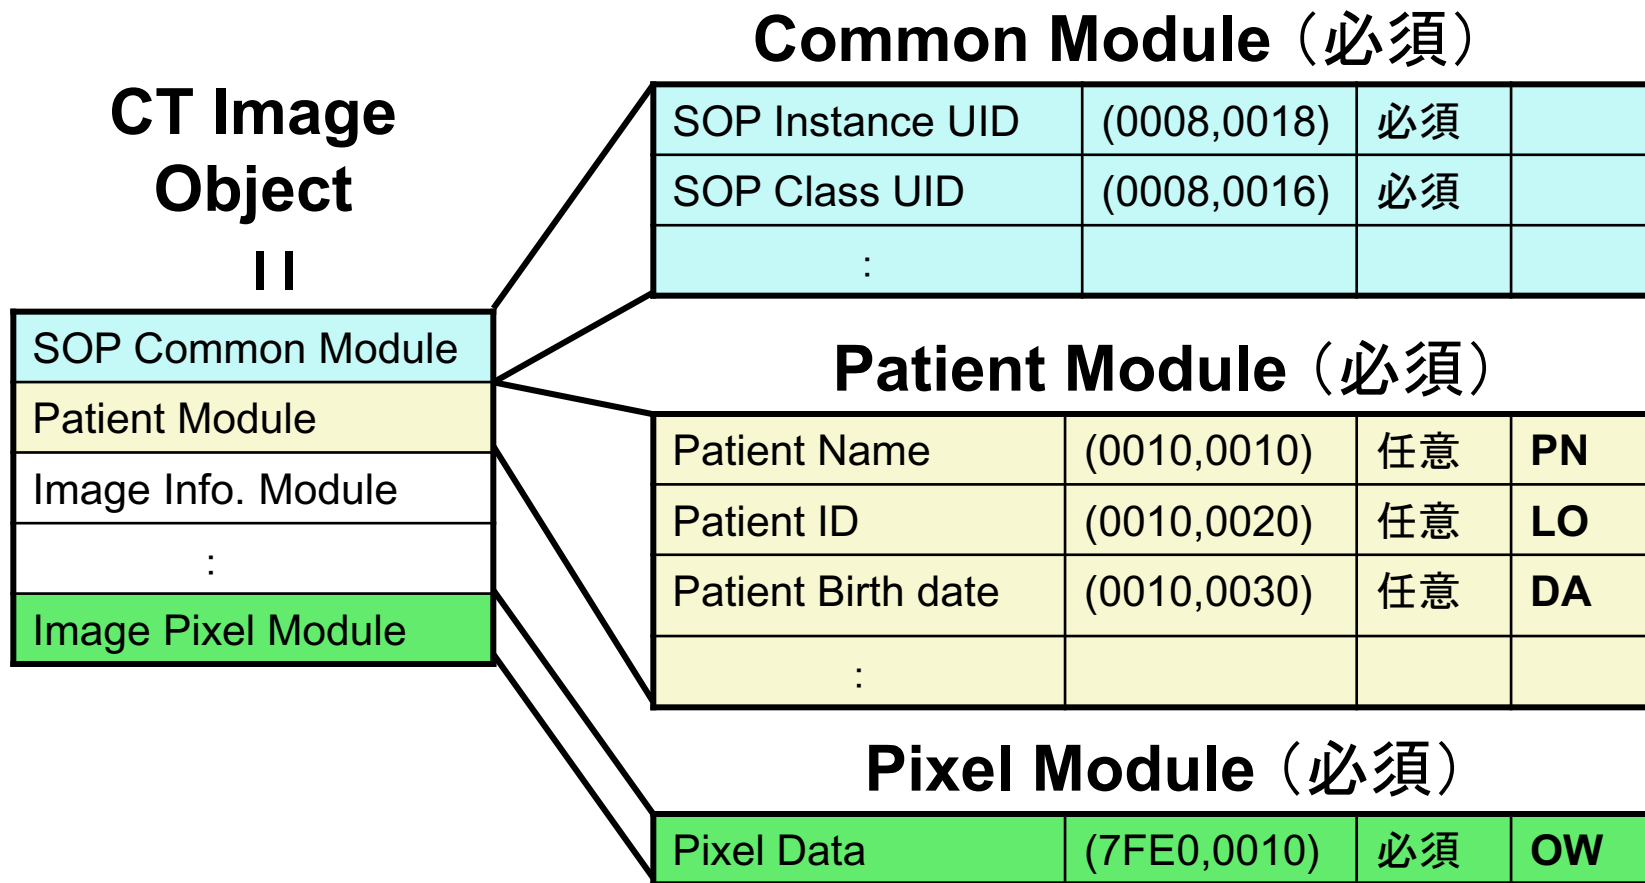 CT Image
Object
=
SOP Common Module
Patient Module
Image Info. Module
:
Image Pixel Module
Common Module（必須）
SOP Instance UID (0008,0018) 必須
SOP Class UID (0008,0016) 必須
:
Patient Module（必須）
Patient Name (0010,0010) 任意 PN
Patient ID (0010,0020) 任意 LO
Patient Birth date (0010,0030) 任意 DA
:
Pixel Module（必須）
Pixel Data (7FE0,0010) 必須 OW